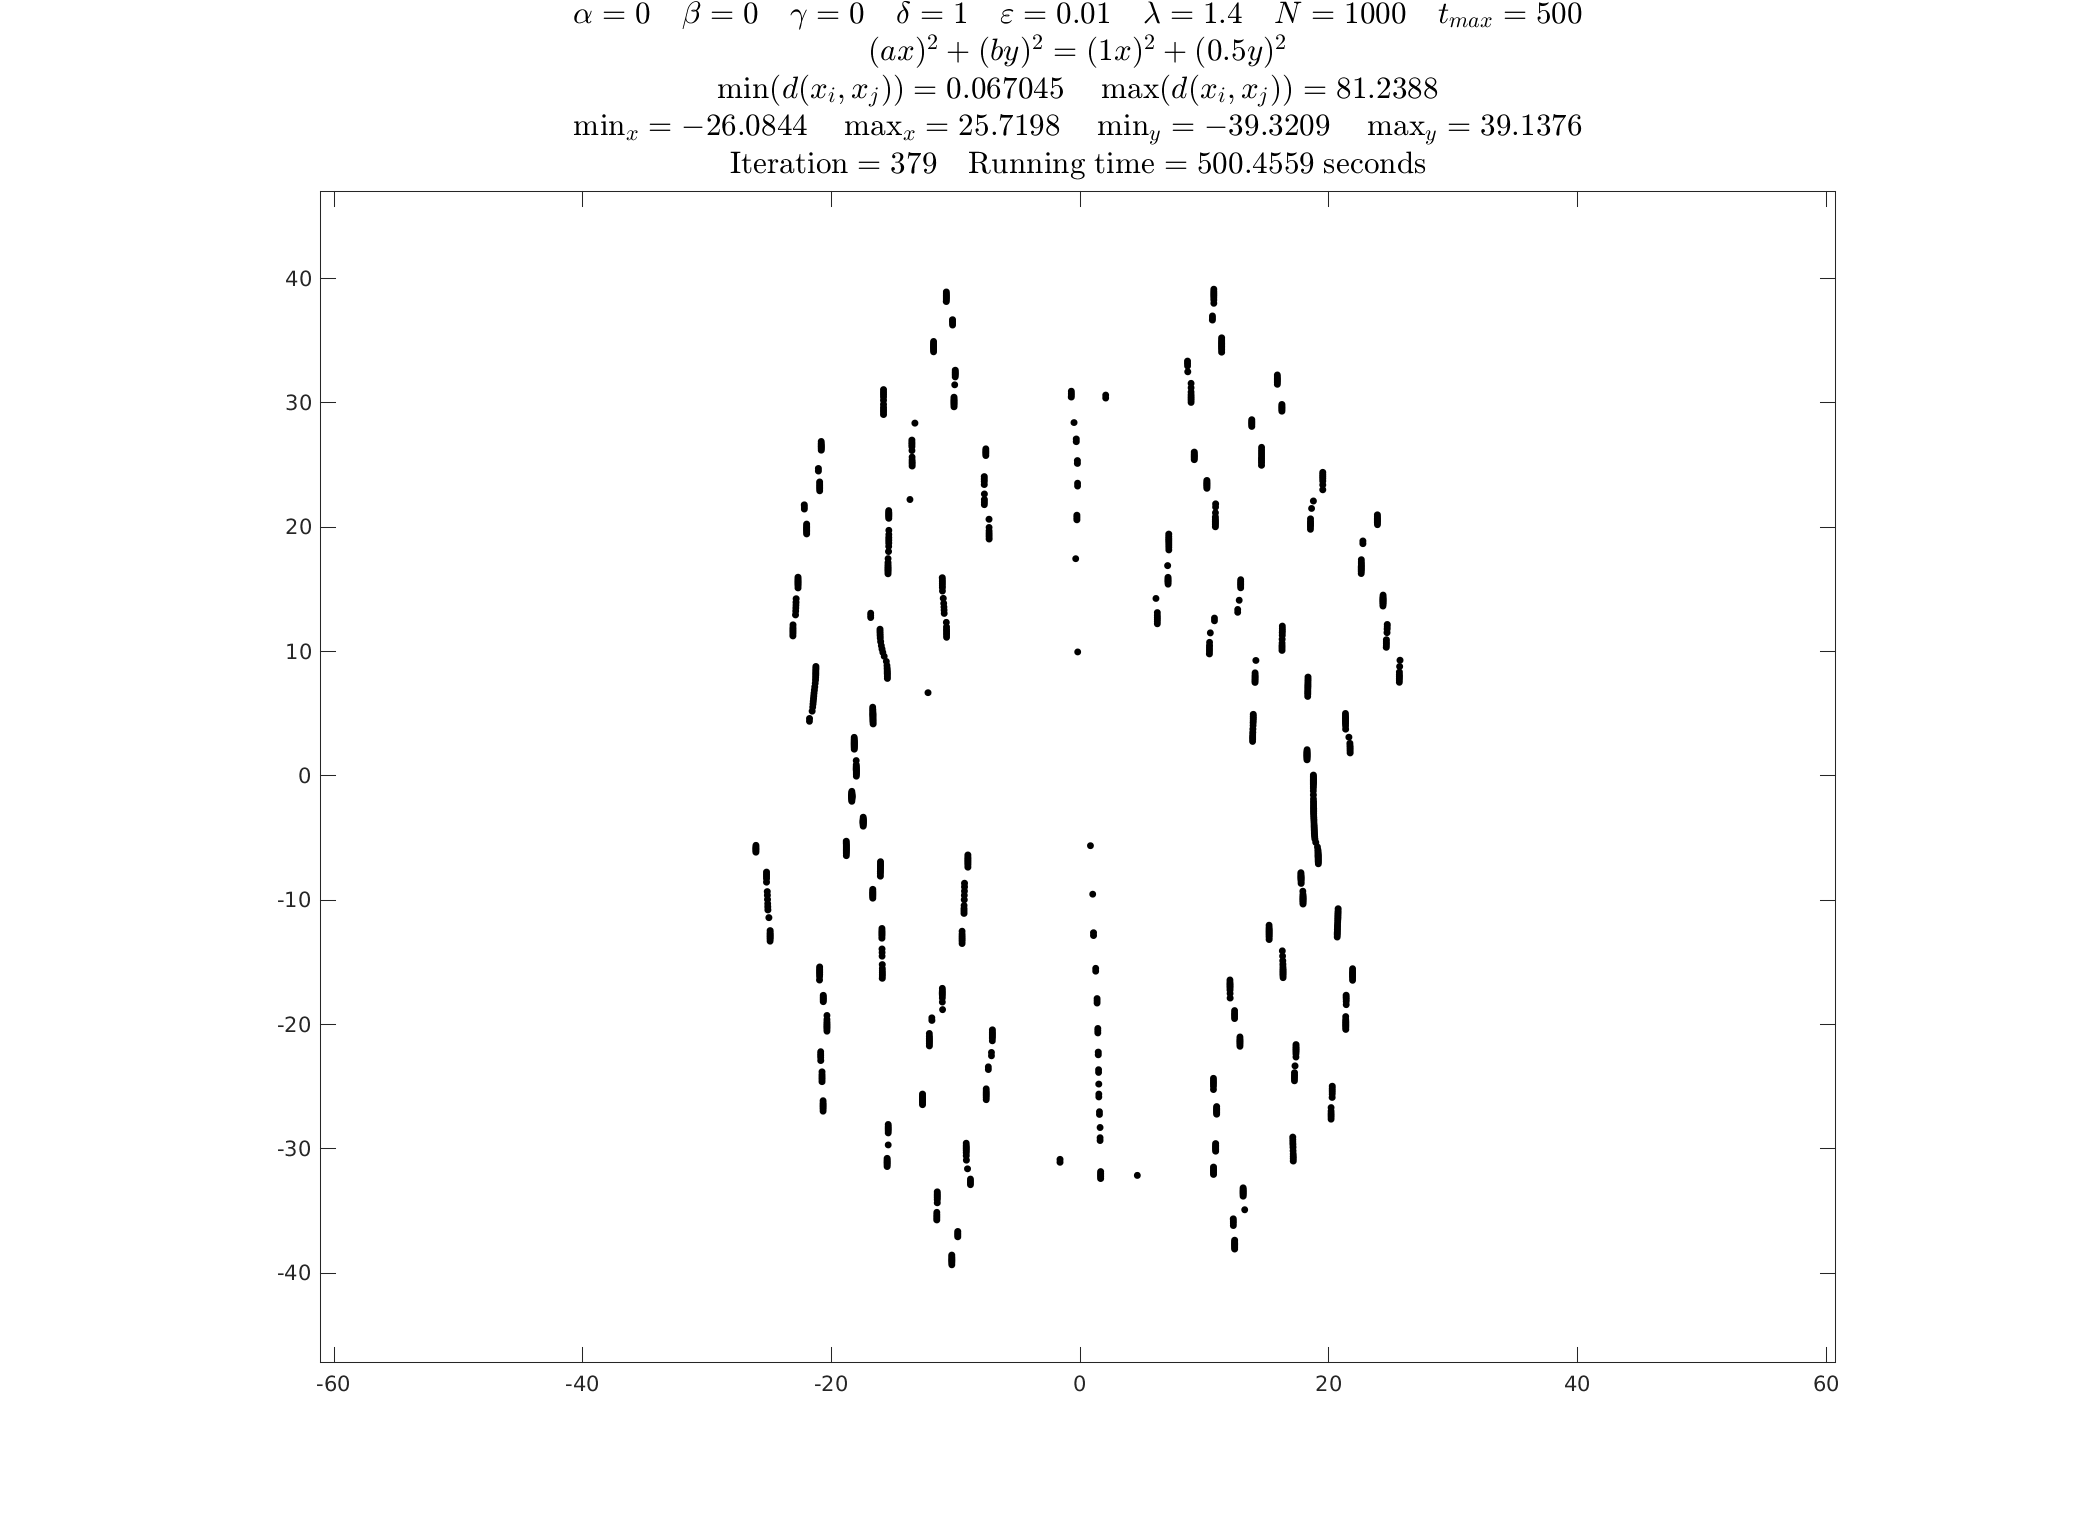 α = 0 β = 0 γ = 0 δ = 1 ε = 0.01 λ = 1.4 N = 1000 t_max = 500
(ax)² + (by)² = (1x)² + (0.5y)²
min(d(x_i, x_j)) = 0.067045 max(d(x_i, x_j)) = 81.2388
min_x = −26.0844 max_x = 25.7198 min_y = −39.3209 max_y = 39.1376
Iteration = 379 Running time = 500.4559 seconds
40
30
20
10
0
-10
-20
-30
-40
-60 -40 -20 0 20 40 60